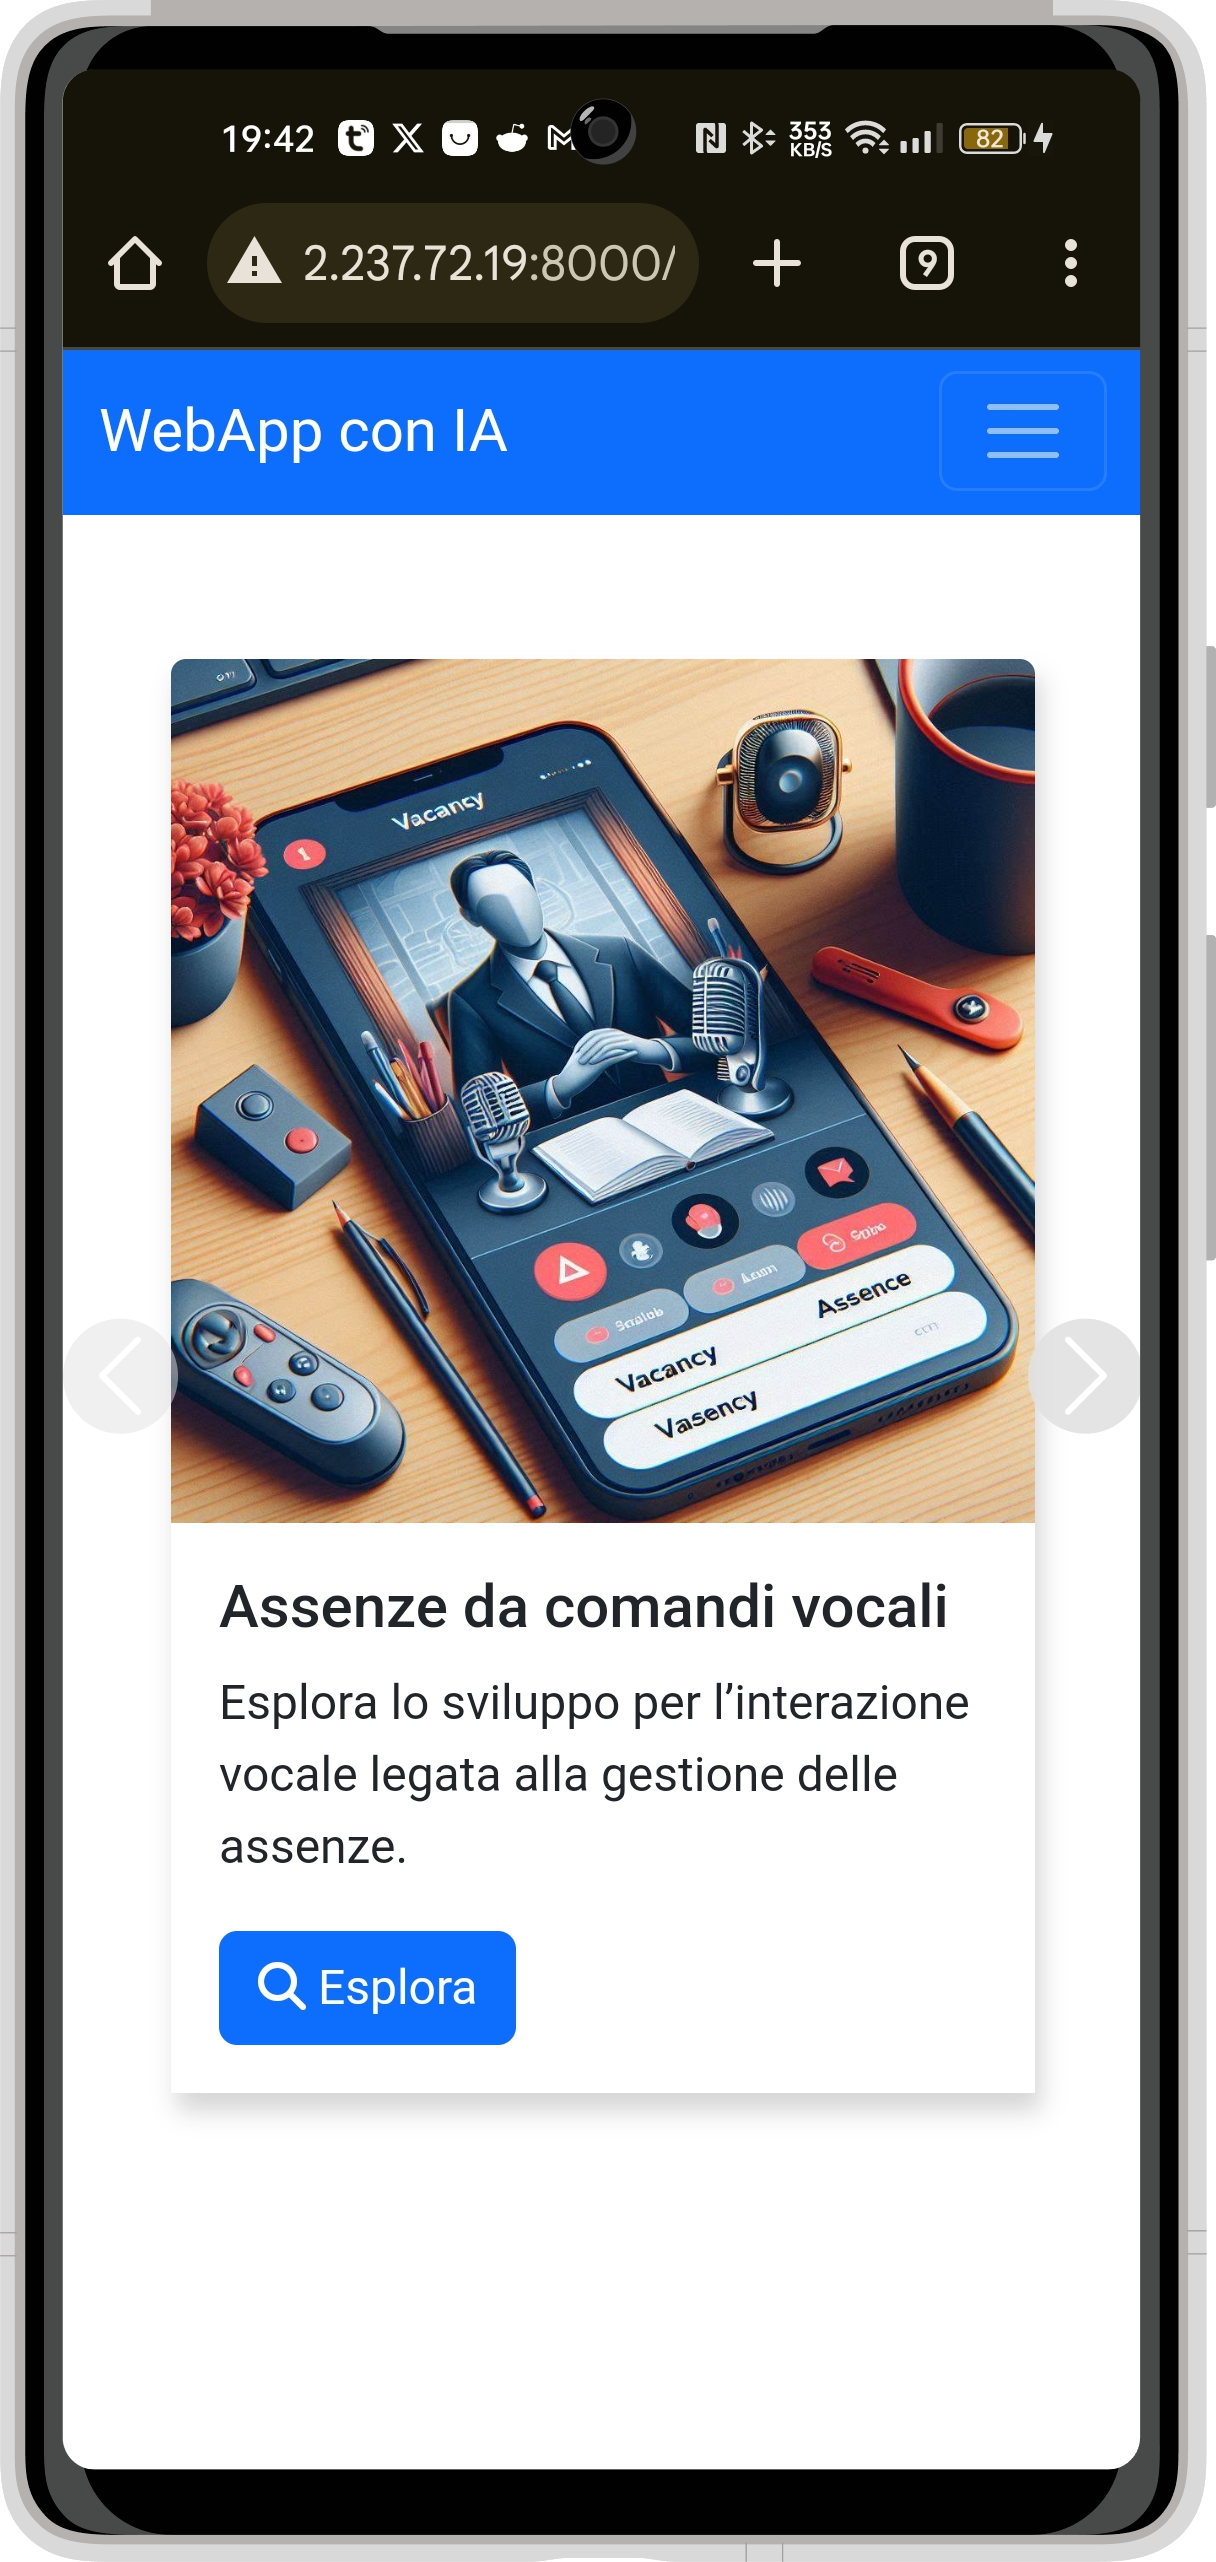 19:42
353
KB/S
82
2.237.72.19:8000/
9
WebApp con IA
Vacancy
Assence
Vacancy
Vasency
Assenze da comandi vocali
Esplora lo sviluppo per l’interazione
vocale legata alla gestione delle
assenze.
Esplora